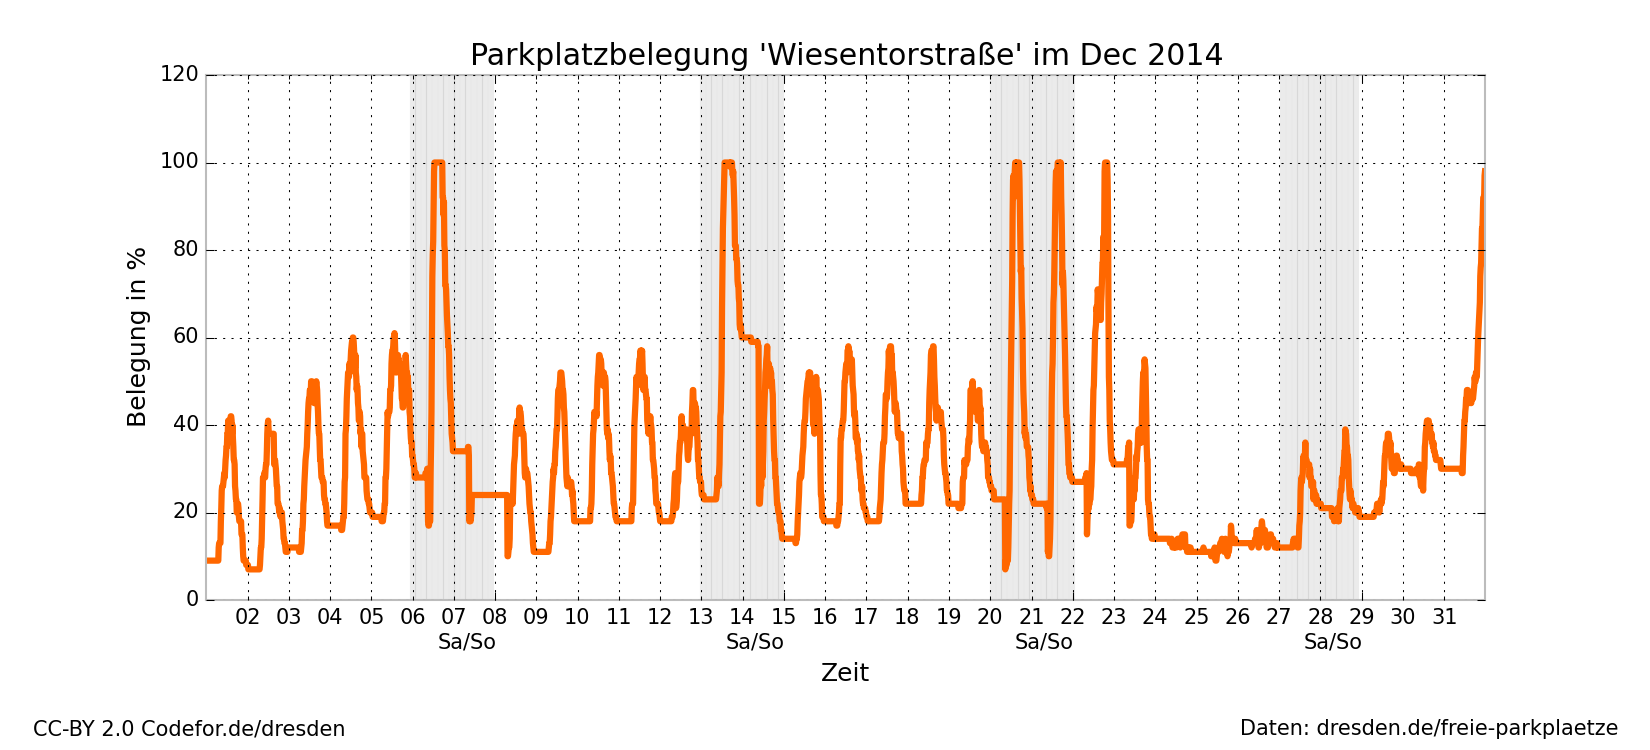 Parkplatzbelegung 'Wiesentorstraße' im Dec 2014
120
100
80
60
40
20
0
Belegung in %
02 03 04 05 06 07 08 09 10 11 12 13 14 15 16 17 18 19 20 21 22 23 24 25 26 27 28 29 30 31
Sa/So Sa/So Sa/So Sa/So
Zeit
CC-BY 2.0 Codefor.de/dresden
Daten: dresden.de/freie-parkplaetze